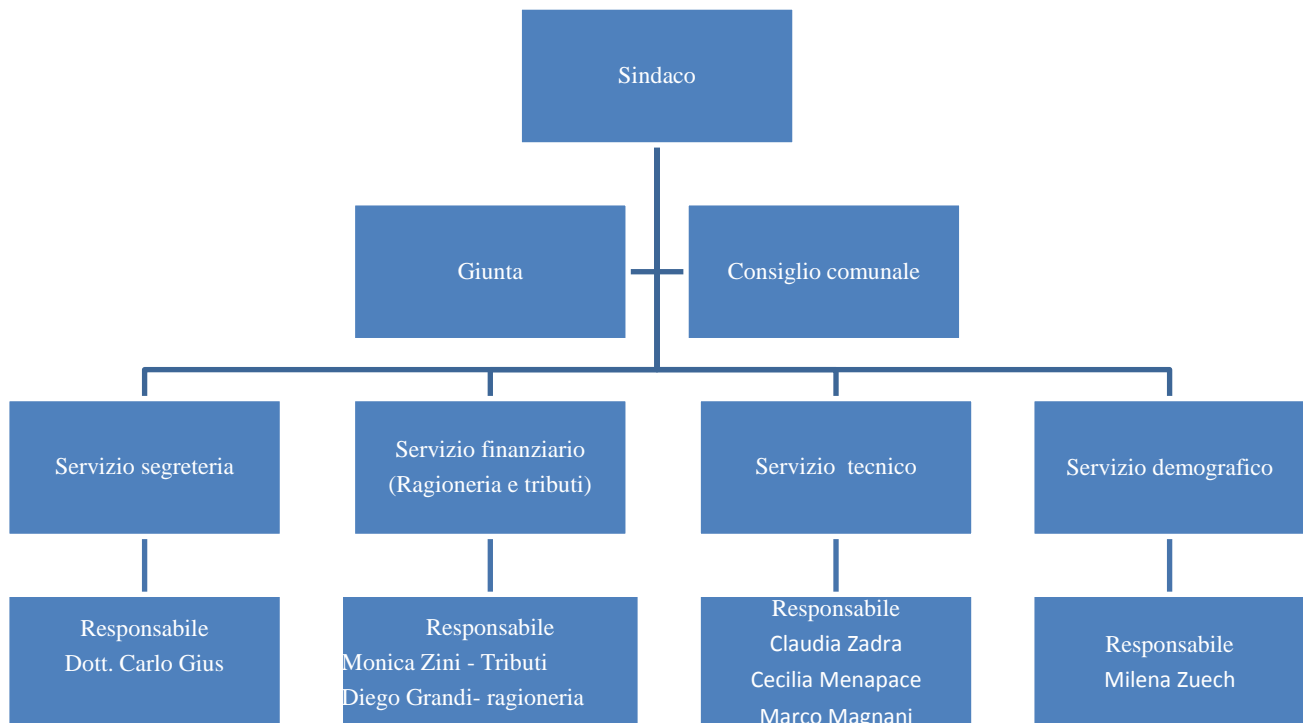 Sindaco
Giunta
Consiglio comunale
Servizio segreteria
Servizio finanziario
(Ragioneria e tributi)
Servizio tecnico
Servizio demografico
Responsabile
Dott. Carlo Gius
Responsabile
Monica Zini - Tributi
Diego Grandi- ragioneria
Responsabile
Claudia Zadra
Cecilia Menapace
Marco Magnani
Responsabile
Milena Zuech